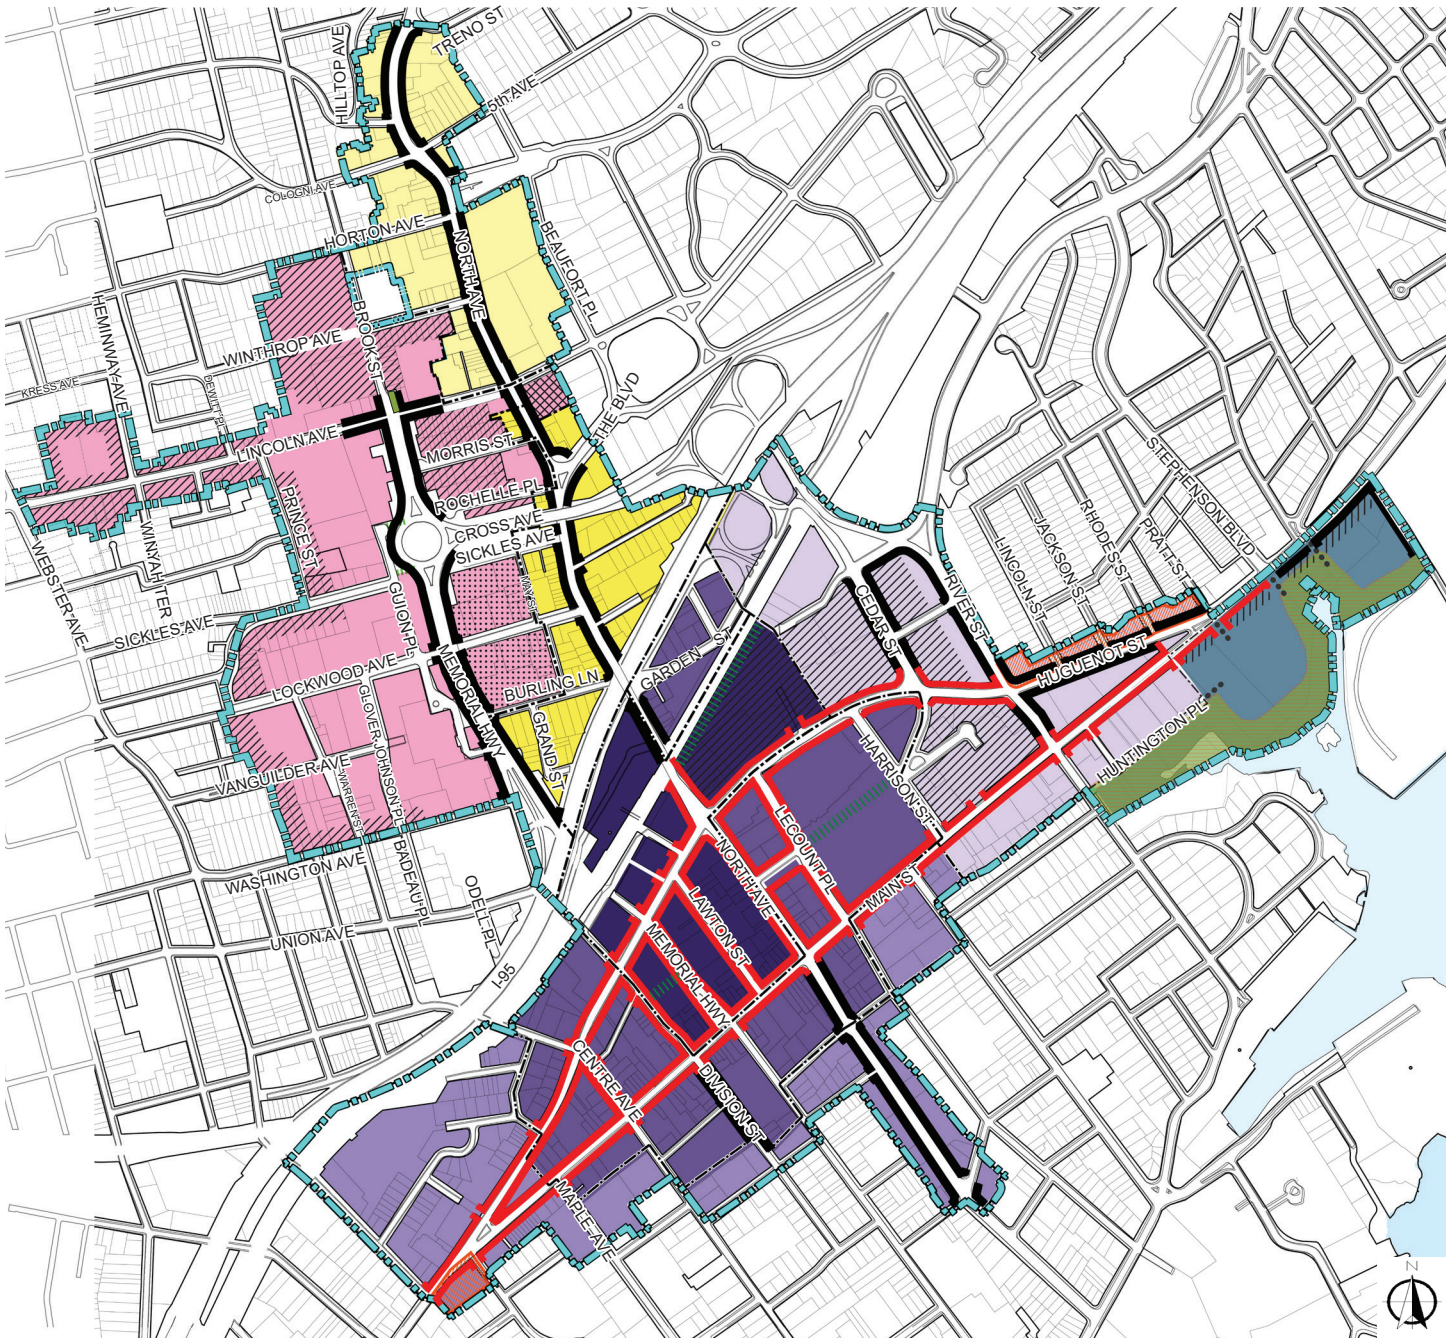 TRENO ST
HILLTOP AVE
5th AVE
COLOGNI AVE
HORTON AVE
NORTH AVE
BEAUFORT PL
HEMINWAY AVE
WINTHROP AVE
BROOK ST
KRESS AVE
DEWITT PL
THE BLVD
LINCOLN AVE
MORRIS ST
STEPHENSON BLVD
PRINCE ST
ROCHELLE PL
CROSS AVE
SICKLES AVE
RHODES ST
PRATT ST
JACKSON ST
LINCOLN ST
WEBSTER AVE
WINYAH TER
MAY ST
GUION PL
CEDAR ST
RIVER ST
SICKLES AVE
GARDEN ST
HUGUENOT ST
LOCKWOOD AVE
MEMORIAL HWY
BURLING LN
GLOVER JOHNSON PL
GRAND ST
HARRISON ST
HUNTINGTON PL
VANGUILDER AVE
WARREN ST
LECOUNT PL
BADEAU PL
NORTH AVE
MAIN ST
WASHINGTON AVE
ODELL PL
LAWTON ST
UNION AVE
MEMORIAL HWY
I-95
CENTRE AVE
DIVISION ST
MAPLE AVE
N